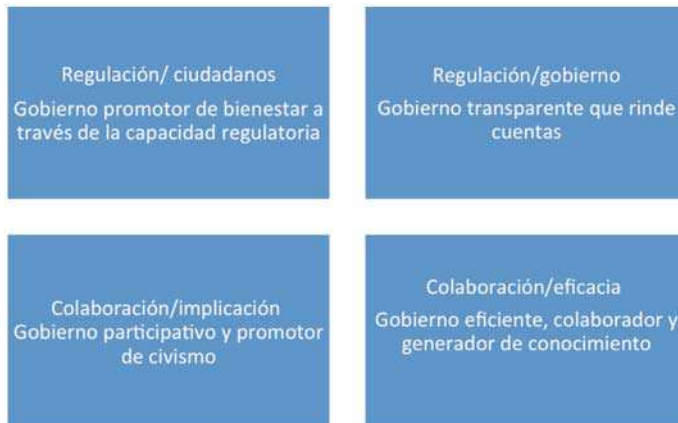 Regulación/ ciudadanos
Gobierno promotor de bienestar a
través de la capacidad regulatoria
Regulación/gobierno
Gobierno transparente que rinde
cuentas
Colaboración/implicación
Gobierno participativo y promotor
de civismo
Colaboración/eficacia
Gobierno eficiente, colaborador y
generador de conocimiento